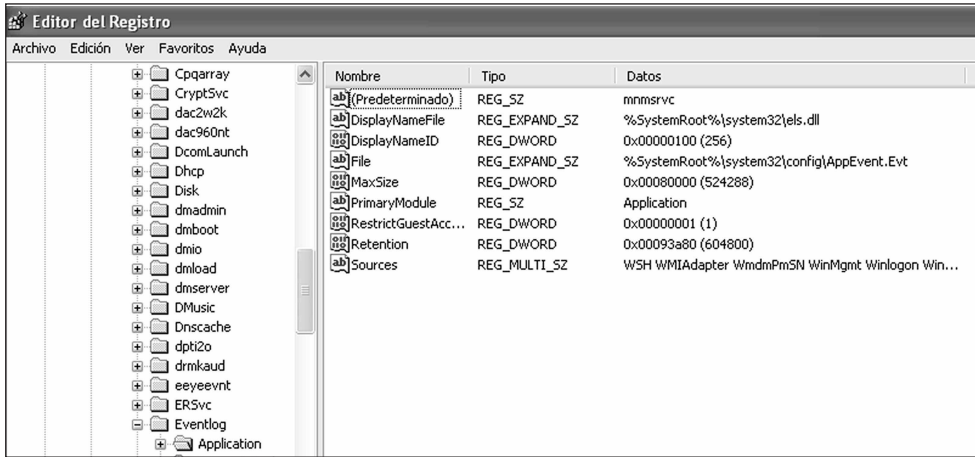 Editor del Registro
Archivo Edición Ver Favoritos Ayuda
Cpqarray
CryptSvc
dac2w2k
dac960nt
DcomLaunch
Dhcp
Disk
dmadmin
dmboot
dmio
dmload
dmserver
DMusic
Dnscache
dpti2o
drmkaud
eeyeevnt
ERSvc
Eventlog
Application
Nombre Tipo Datos
(Predeterminado) REG_SZ mnmsrvc
DisplayNameFile REG_EXPAND_SZ %SystemRoot%\system32\els.dll
DisplayNameID REG_DWORD 0x00000100 (256)
File REG_EXPAND_SZ %SystemRoot%\system32\config\AppEvent.Evt
MaxSize REG_DWORD 0x00080000 (524288)
PrimaryModule REG_SZ Application
RestrictGuestAcc... REG_DWORD 0x00000001 (1)
Retention REG_DWORD 0x00093a80 (604800)
Sources REG_MULTI_SZ WSH WMIAdapter WmdmPmSN WinMgmt Winlogon Win...